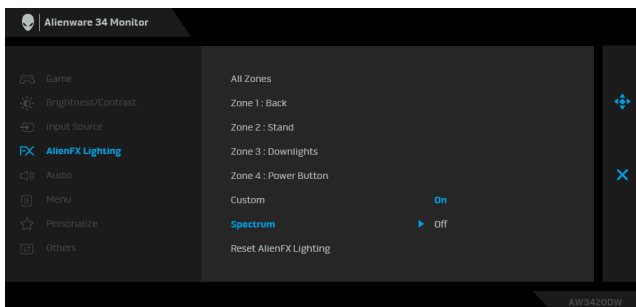 Alienware 34 Monitor
Game
Brightness/Contrast
Input Source
FX AlienFX Lighting
Audio
Menu
Personalize
Others
All Zones
Zone 1 : Back
Zone 2 : Stand
Zone 3 : Downlights
Zone 4 : Power Button
Custom On
Spectrum Off
Reset AlienFX Lighting
AW3420DW